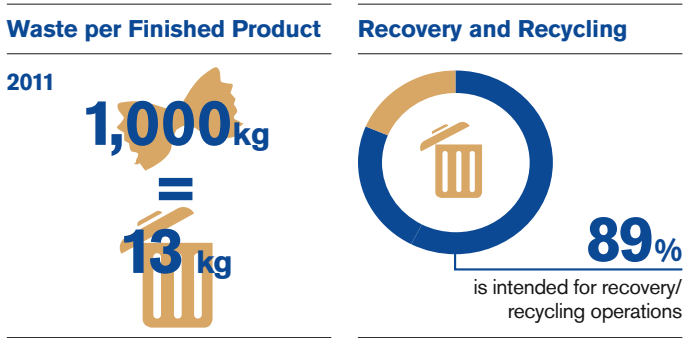 Waste per Finished Product
2011
1,000kg
=
13 kg
Recovery and Recycling
89%
is intended for recovery/
recycling operations